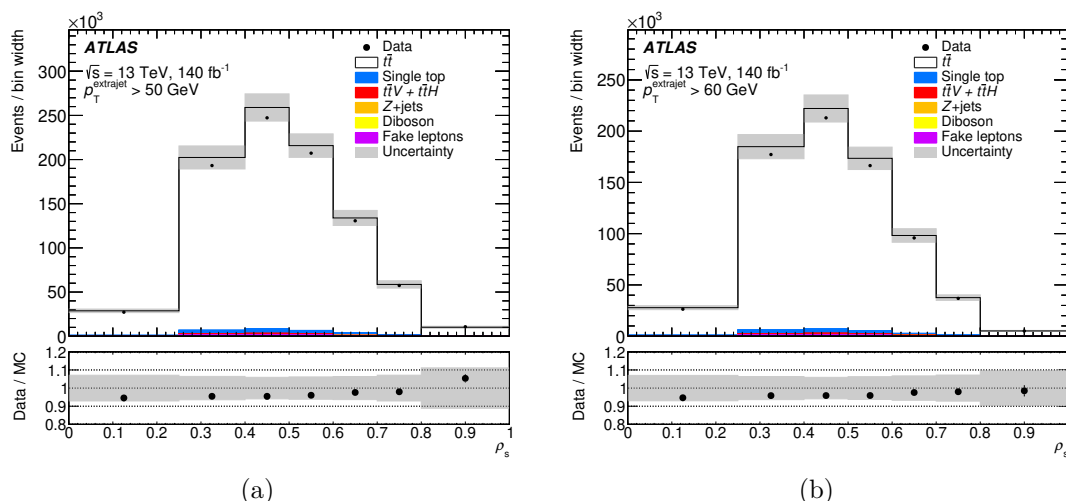 ×10³
ATLAS
√s = 13 TeV, 140 fb⁻¹
p_T^extrajet > 50 GeV
Data
tt̄
Single top
tt̄V + tt̄H
Z+jets
Diboson
Fake leptons
Uncertainty
Events / bin width
300
250
200
150
100
50
0
Data / MC
1.2
1.1
1
0.9
0.8
0 0.1 0.2 0.3 0.4 0.5 0.6 0.7 0.8 0.9 1
ρ_s
(a)
×10³
ATLAS
√s = 13 TeV, 140 fb⁻¹
p_T^extrajet > 60 GeV
Data
tt̄
Single top
tt̄V + tt̄H
Z+jets
Diboson
Fake leptons
Uncertainty
Events / bin width
250
200
150
100
50
0
Data / MC
1.2
1.1
1
0.9
0.8
0 0.1 0.2 0.3 0.4 0.5 0.6 0.7 0.8 0.9
ρ_s
(b)